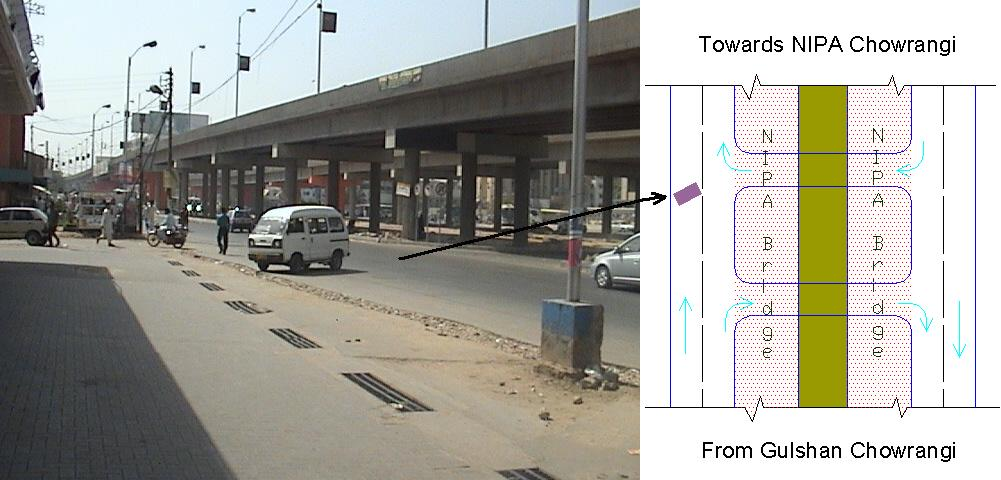 Towards NIPA Chowrangi
NIPA Bridge
NIPA Bridge
From Gulshan Chowrangi